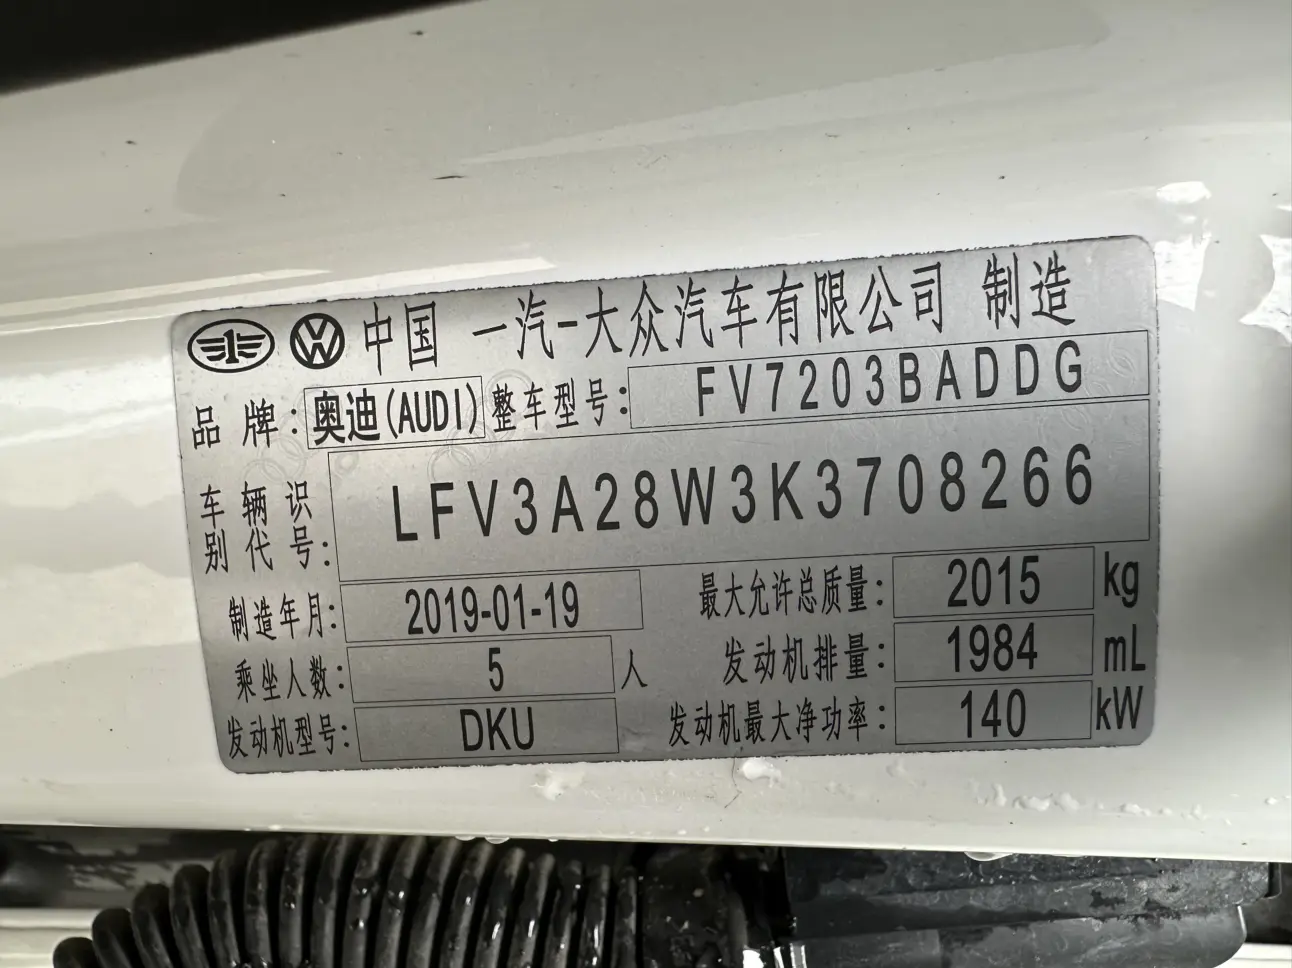 中国 一汽-大众汽车有限公司 制造
品牌: 奥迪(AUDI) 整车型号: FV7203BADDG
车辆识别代号: LFV3A28W3K3708266
制造年月: 2019-01-19 最大允许总质量: 2015 kg
乘坐人数: 5 人 发动机排量: 1984 mL
发动机型号: DKU 发动机最大净功率: 140 kW